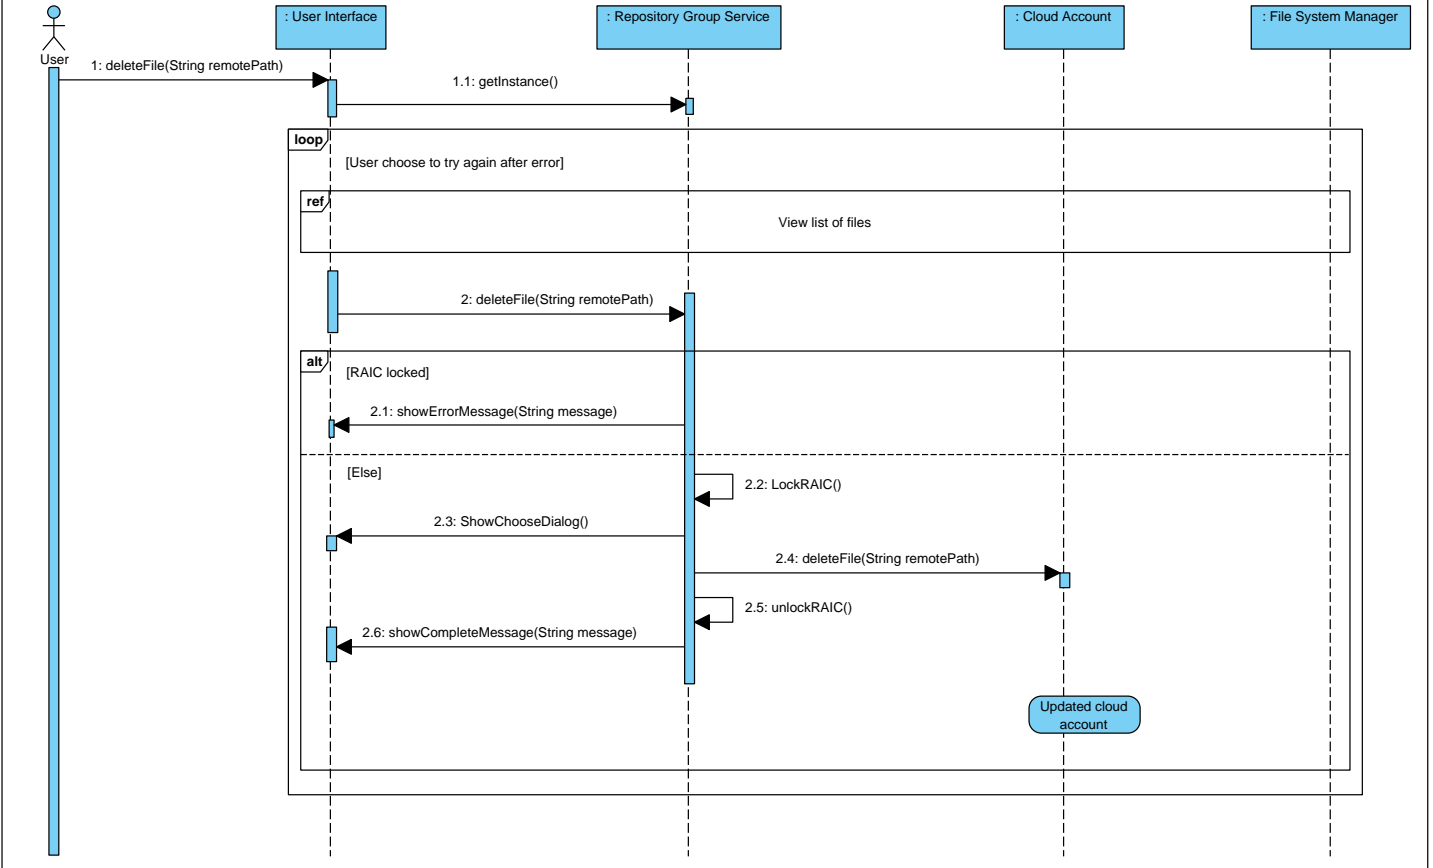 : User Interface
: Repository Group Service
: Cloud Account
: File System Manager
User
1: deleteFile(String remotePath)
1.1: getInstance()
loop
[User choose to try again after error]
ref
View list of files
2: deleteFile(String remotePath)
alt
[RAIC locked]
2.1: showErrorMessage(String message)
[Else]
2.2: LockRAIC()
2.3: ShowChooseDialog()
2.4: deleteFile(String remotePath)
2.5: unlockRAIC()
2.6: showCompleteMessage(String message)
Updated cloud
account